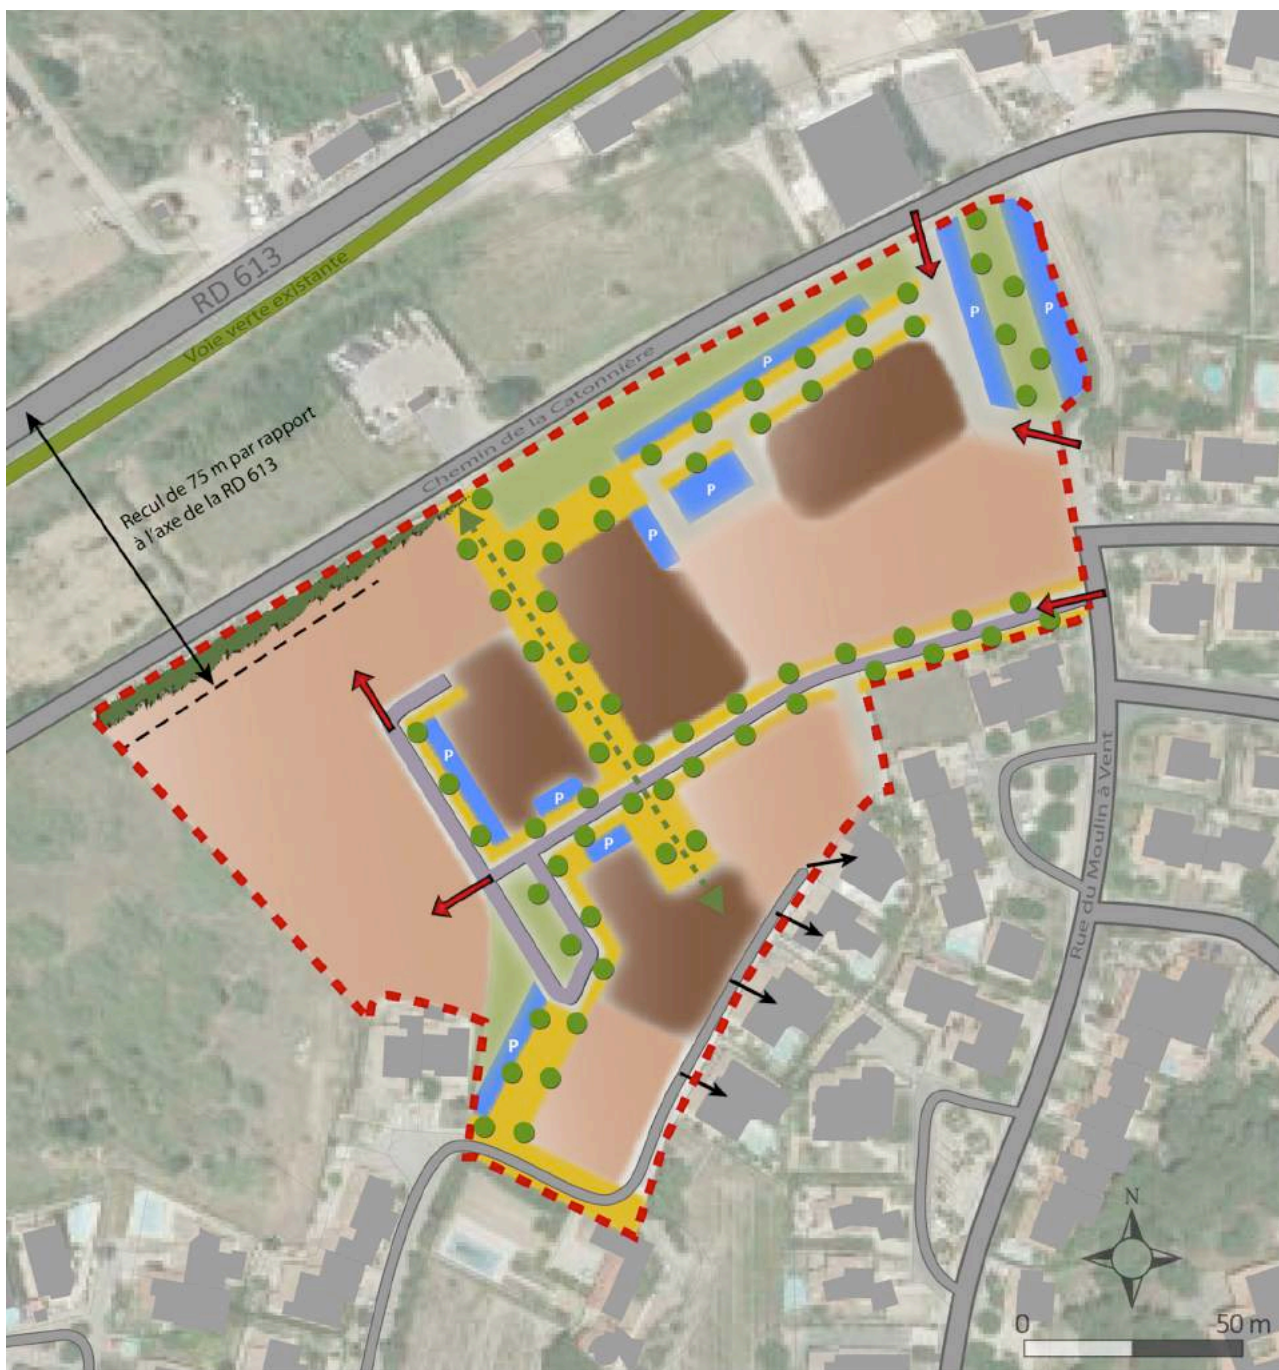 RD 613
Voie verte existante
Chemin de la Catonnière
Recul de 75 m par rapport
à l'axe de la RD 613
P
P
P
P
P
P
P
P
P
Rue du Moulin à Vent
N
0
50 m